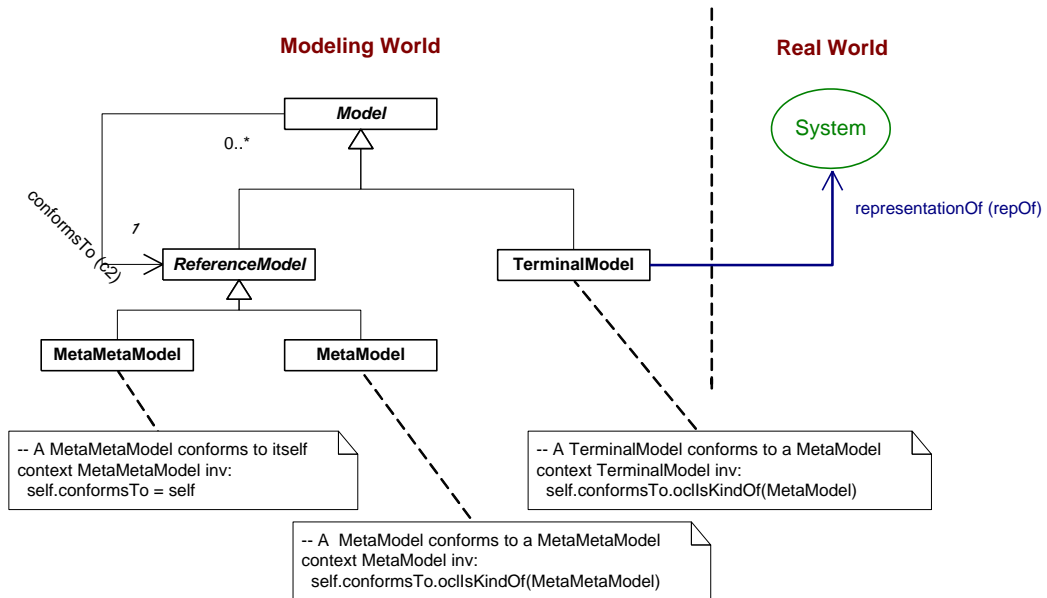 Modeling World
Real World
Model
System
0..*
representationOf (repOf)
conformsTo (c2)
1
ReferenceModel
TerminalModel
MetaMetaModel
MetaModel
-- A MetaMetaModel conforms to itself
context MetaMetaModel inv:
self.conformsTo = self
-- A TerminalModel conforms to a MetaModel
context TerminalModel inv:
self.conformsTo.oclIsKindOf(MetaModel)
-- A  MetaModel conforms to a MetaMetaModel
context MetaModel inv:
self.conformsTo.oclIsKindOf(MetaMetaModel)